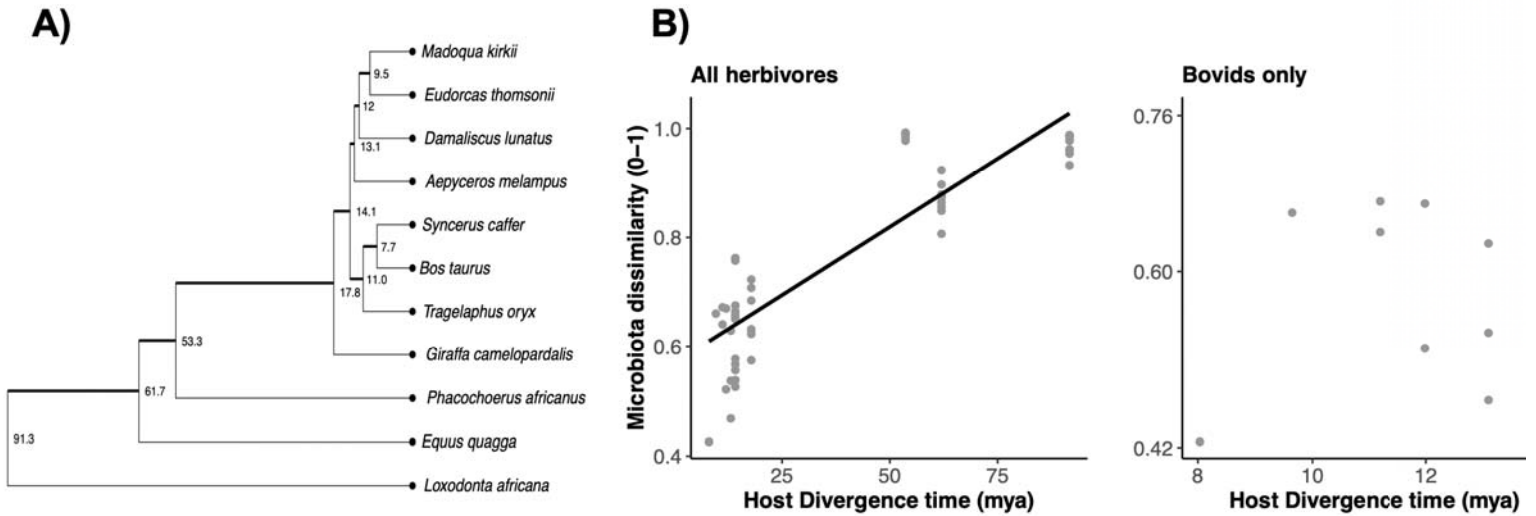 A)
Madoqua kirkii
9.5
Eudorcas thomsonii
12
Damaliscus lunatus
13.1
Aepyceros melampus
14.1
Syncerus caffer
7.7
Bos taurus
11.0
17.8
Tragelaphus oryx
Giraffa camelopardalis
53.3
Phacochoerus africanus
61.7
Equus quagga
91.3
Loxodonta africana
B)
All herbivores
Microbiota dissimilarity (0–1)
1.0
0.8
0.6
0.4
25
50
75
Host Divergence time (mya)
Bovids only
0.76
0.60
0.42
8
10
12
Host Divergence time (mya)